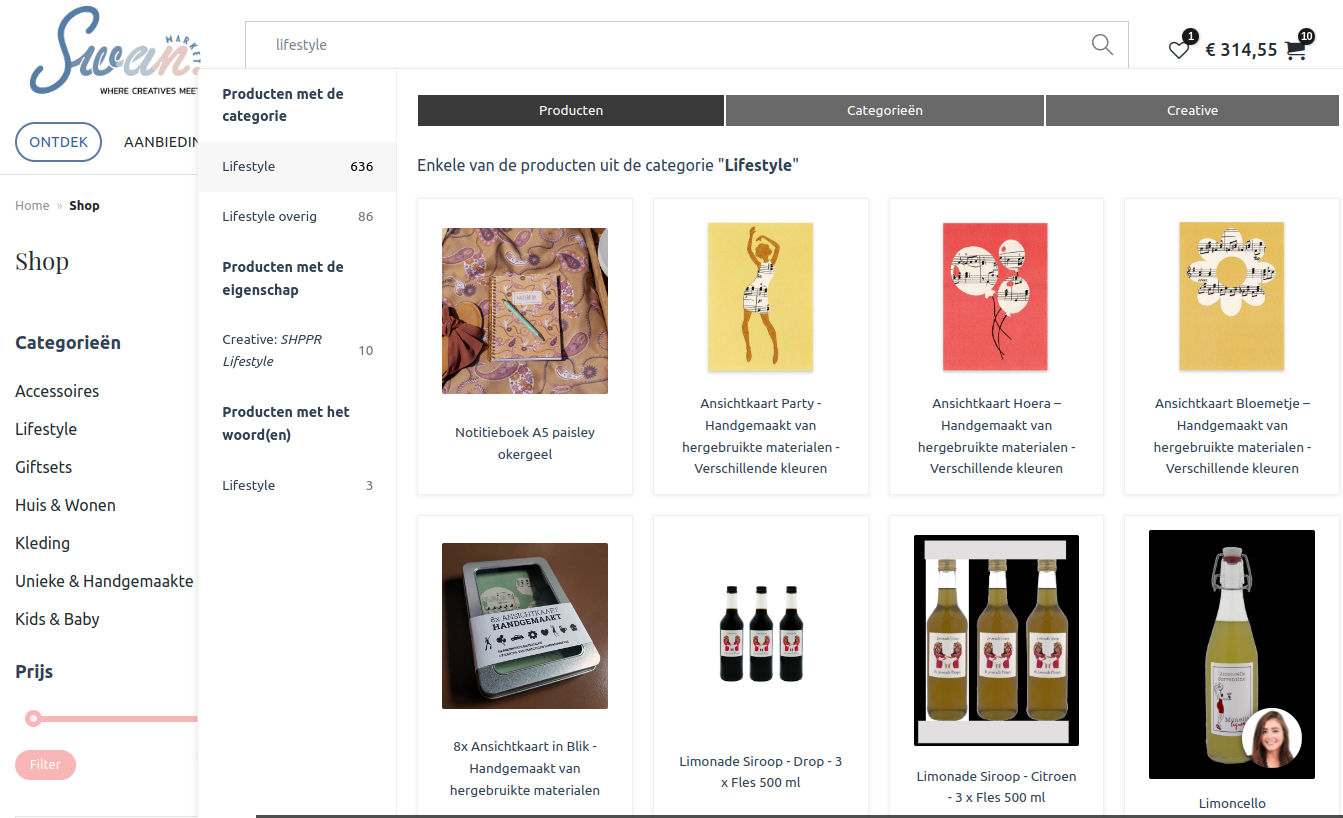 Swan.
MARKET
WHERE CREATIVES MEET
lifestyle
1
€ 314,55
10
ONTDEK
AANBIEDIN
Home » Shop
Shop
Categorieën
Accessoires
Lifestyle
Giftsets
Huis & Wonen
Kleding
Unieke & Handgemaakte
Kids & Baby
Prijs
Filter
Producten met de
categorie
Lifestyle 636
Lifestyle overig 86
Producten met de
eigenschap
Creative: SHPPR
Lifestyle 10
Producten met het
woord(en)
Lifestyle 3
Producten
Categorieën
Creative
Enkele van de producten uit de categorie "Lifestyle"
NOTITIEBOEK
Notitieboek A5 paisley
okergeel
Ansichtkaart Party -
Handgemaakt van
hergebruikte materialen -
Verschillende kleuren
Ansichtkaart Hoera –
Handgemaakt van
hergebruikte materialen -
Verschillende kleuren
Ansichtkaart Bloemetje –
Handgemaakt van
hergebruikte materialen -
Verschillende kleuren
8X ANSICHTKAART
HANDGEMAAKT
8x Ansichtkaart in Blik -
Handgemaakt van
hergebruikte materialen
Limonade Siroop - Drop - 3
x Fles 500 ml
Limonade Siroop - Citroen
- 3 x Fles 500 ml
Limoncello
Limoncello